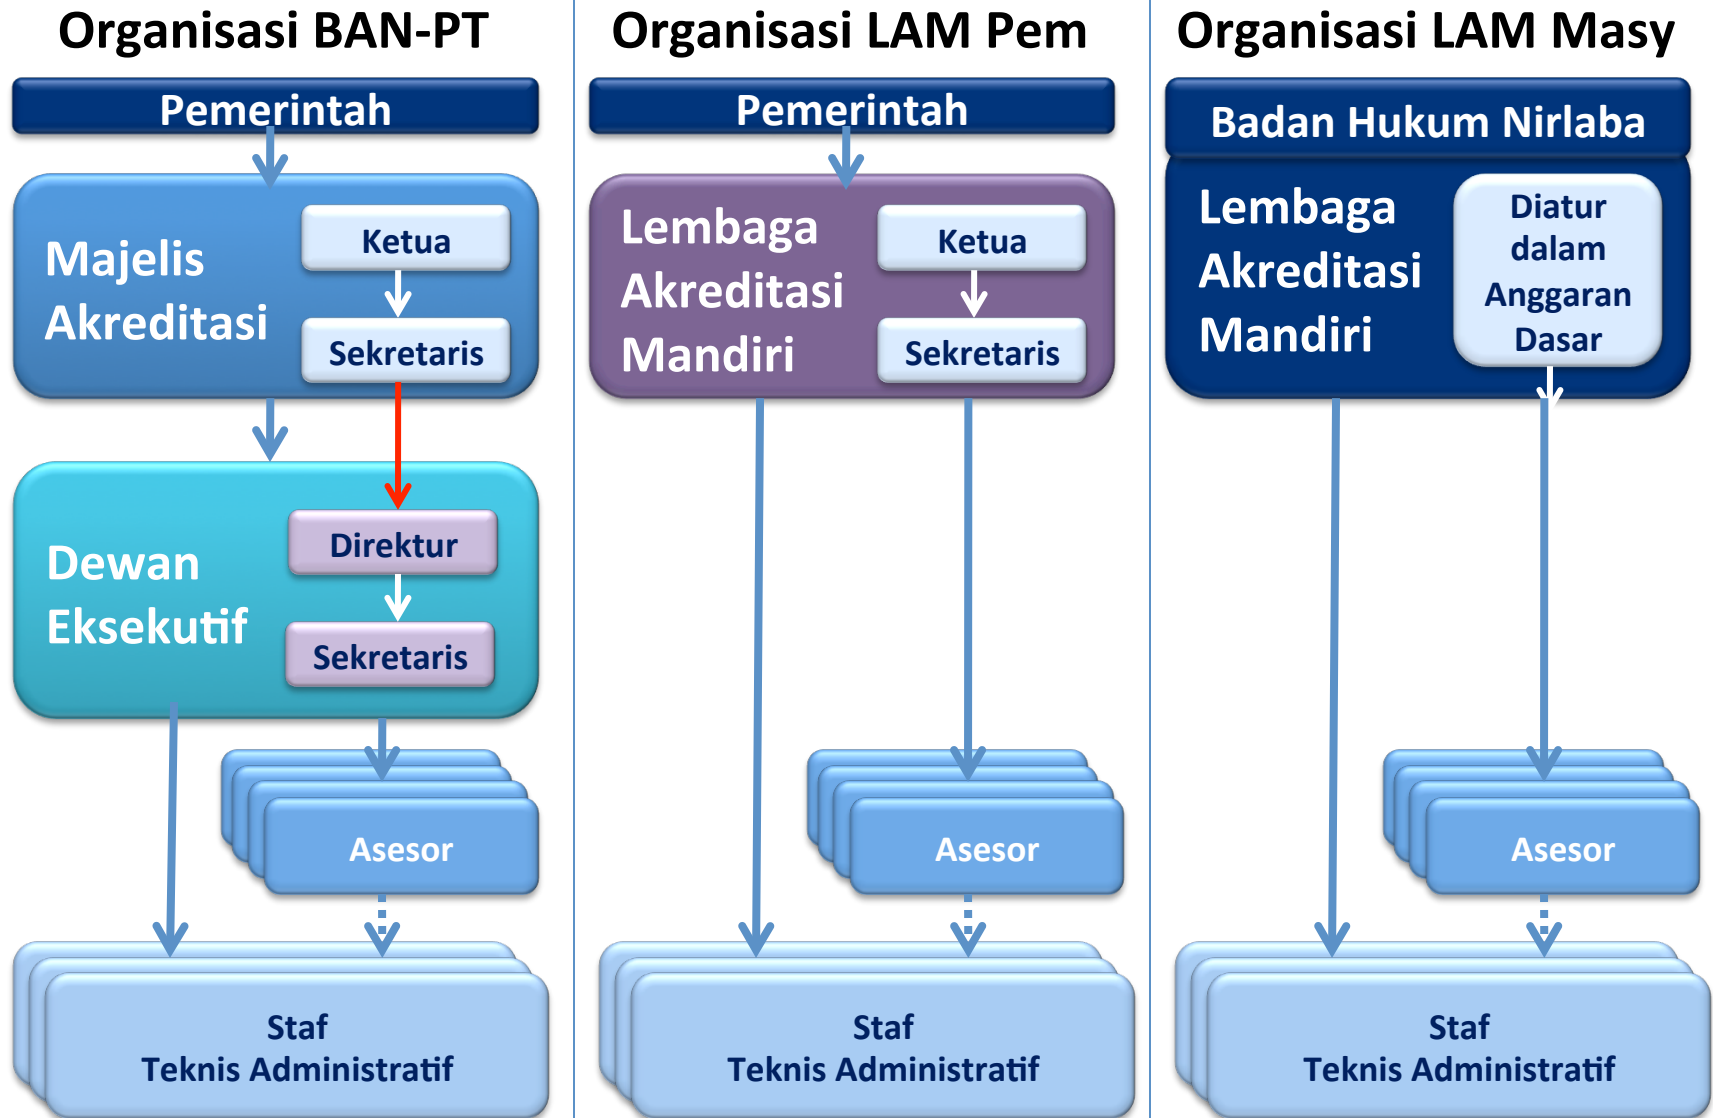 Organisasi BAN-PT
Pemerintah
Majelis
Akreditasi
Ketua
Sekretaris
Dewan
Eksekutif
Direktur
Sekretaris
Asesor
Staf
Teknis Administratif
Organisasi LAM Pem
Pemerintah
Lembaga
Akreditasi
Mandiri
Ketua
Sekretaris
Asesor
Staf
Teknis Administratif
Organisasi LAM Masy
Badan Hukum Nirlaba
Lembaga
Akreditasi
Mandiri
Diatur
dalam
Anggaran
Dasar
Asesor
Staf
Teknis Administratif